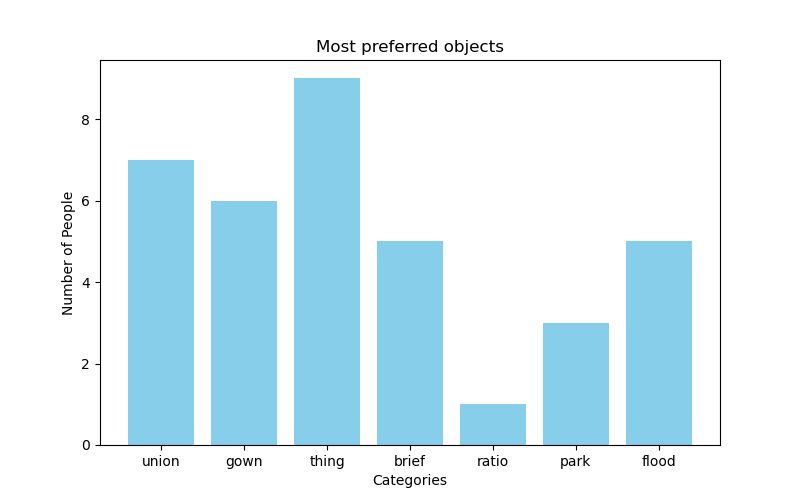 Most preferred objects
Number of People
8
6
4
2
0
union gown thing brief ratio park flood
Categories